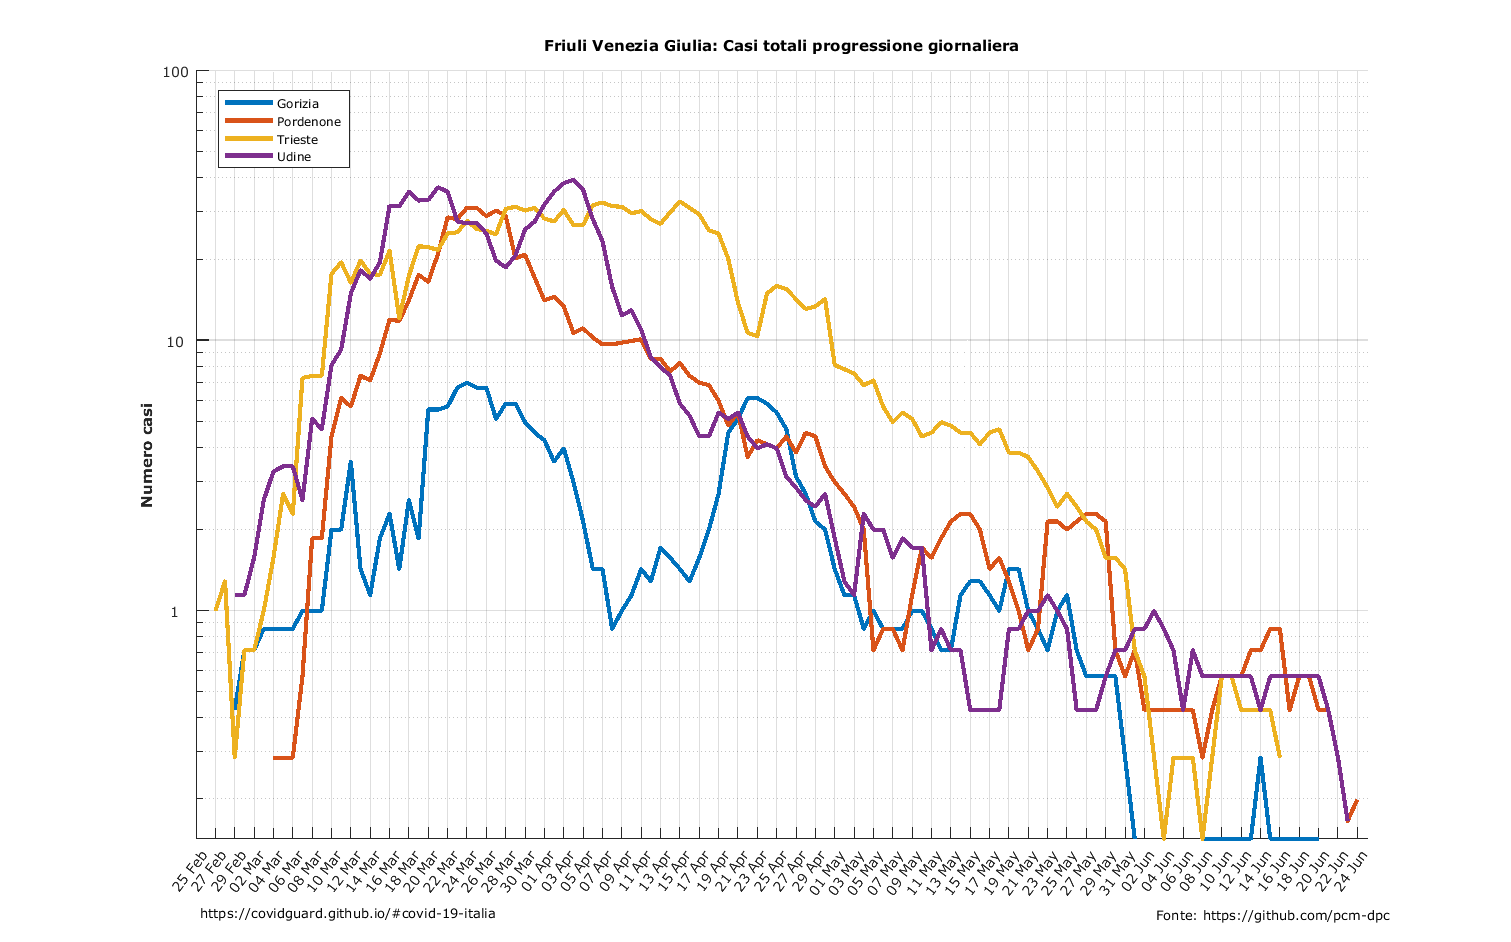 Friuli Venezia Giulia: Casi totali progressione giornaliera
100
10
1
Numero casi
Gorizia
Pordenone
Trieste
Udine
25 Feb
27 Feb
29 Feb
02 Mar
04 Mar
06 Mar
08 Mar
10 Mar
12 Mar
14 Mar
16 Mar
18 Mar
20 Mar
22 Mar
24 Mar
26 Mar
28 Mar
30 Mar
01 Apr
03 Apr
05 Apr
07 Apr
09 Apr
11 Apr
13 Apr
15 Apr
17 Apr
19 Apr
21 Apr
23 Apr
25 Apr
27 Apr
29 Apr
01 May
03 May
05 May
07 May
09 May
11 May
13 May
15 May
17 May
19 May
21 May
23 May
25 May
27 May
29 May
31 May
02 Jun
04 Jun
06 Jun
08 Jun
10 Jun
12 Jun
14 Jun
16 Jun
18 Jun
20 Jun
22 Jun
24 Jun
https://covidguard.github.io/#covid-19-italia
Fonte: https://github.com/pcm-dpc